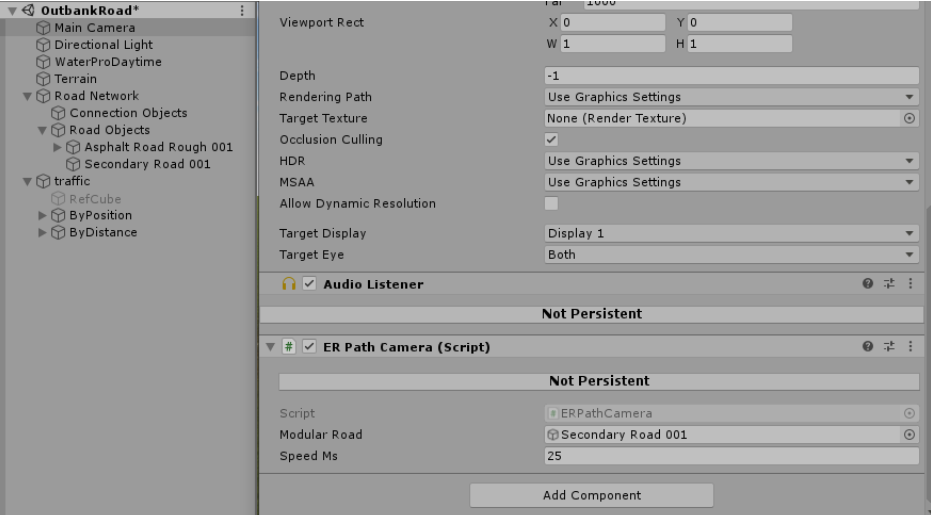 OutbankRoad*
Main Camera
Directional Light
WaterProDaytime
Terrain
Road Network
Connection Objects
Road Objects
Asphalt Road Rough 001
Secondary Road 001
traffic
RefCube
ByPosition
ByDistance
Far 1000
Viewport Rect X 0 Y 0
W 1 H 1
Depth -1
Rendering Path Use Graphics Settings
Target Texture None (Render Texture)
Occlusion Culling
HDR Use Graphics Settings
MSAA Use Graphics Settings
Allow Dynamic Resolution
Target Display Display 1
Target Eye Both
Audio Listener
Not Persistent
# ER Path Camera (Script)
Not Persistent
Script # ERPathCamera
Modular Road Secondary Road 001
Speed Ms 25
Add Component